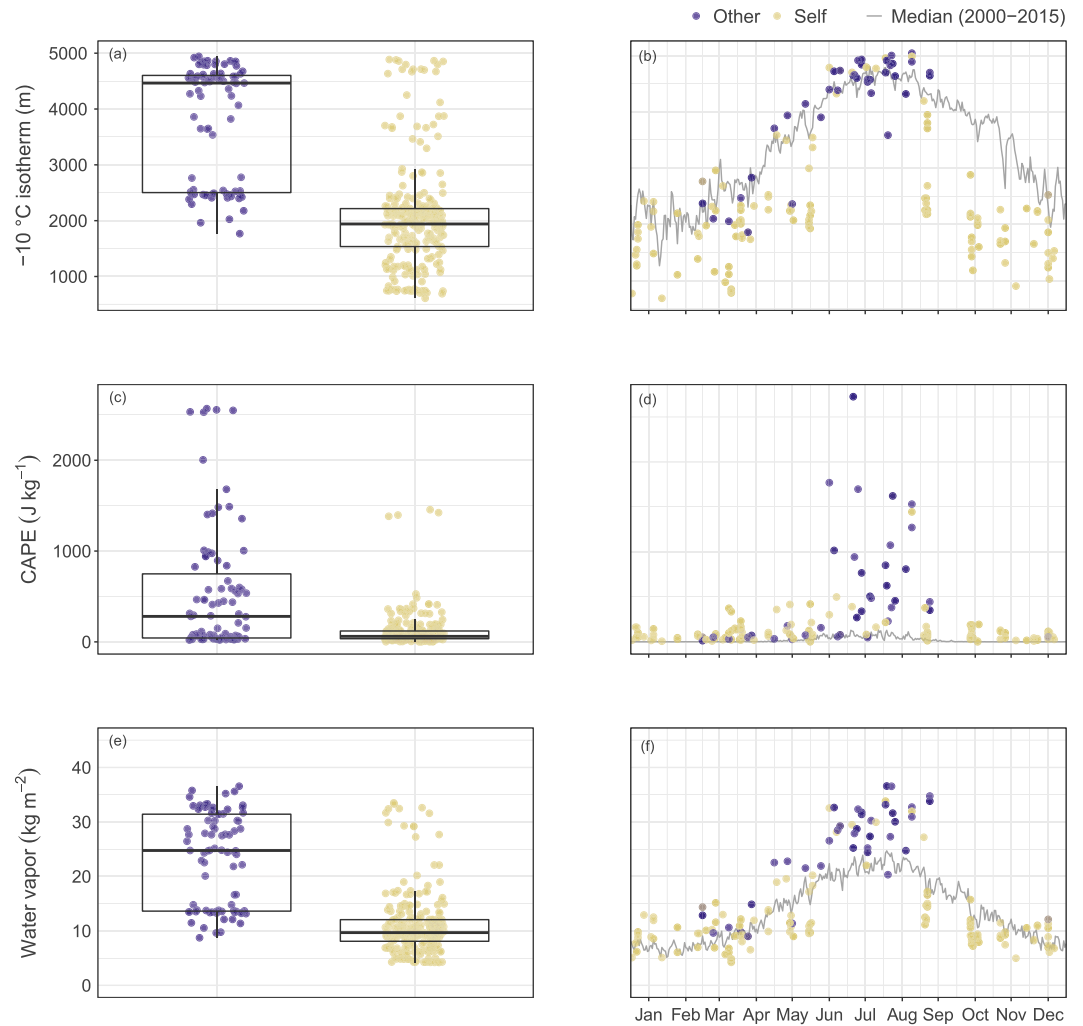 Other Self Median (2000−2015)
(a)
(b)
−10 °C isotherm (m)
5000
4000
3000
2000
1000
(c)
(d)
CAPE (J kg⁻¹)
2000
1000
0
(e)
(f)
Water vapor (kg m⁻²)
40
30
20
10
0
Jan Feb Mar Apr May Jun Jul Aug Sep Oct Nov Dec